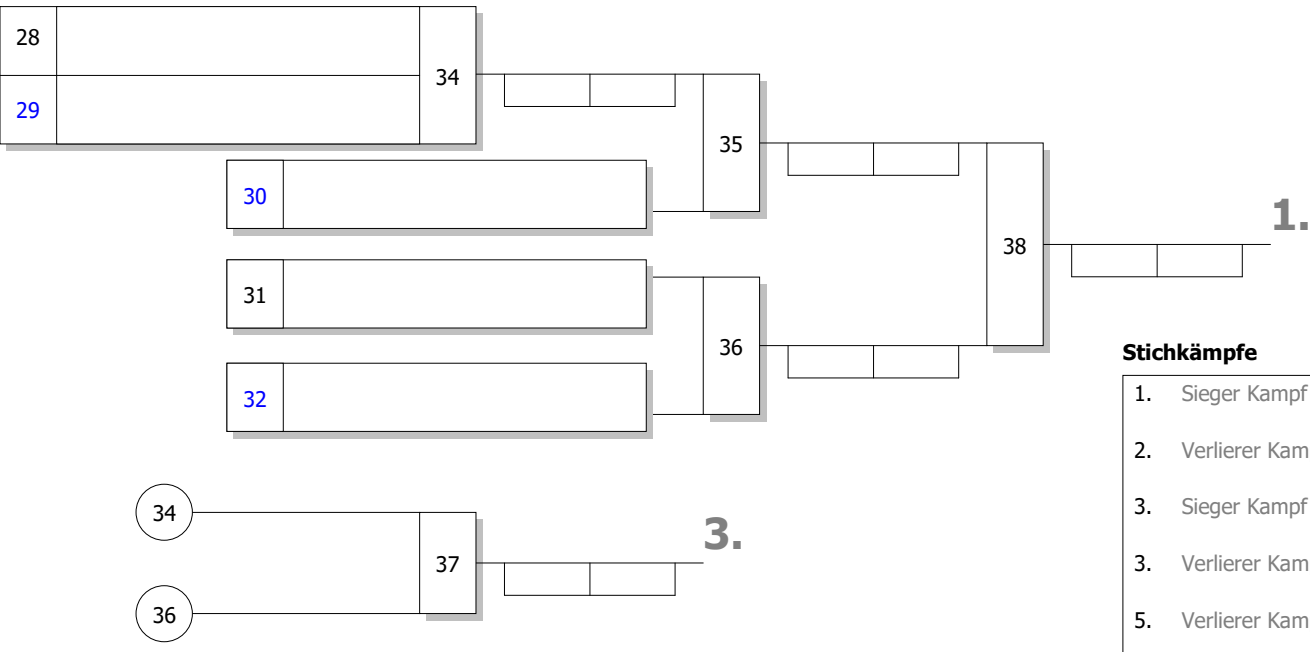 28
34
29
35
30
1.
38
31
36
32
Stichkämpfe
1. Sieger Kampf
2. Verlierer Kam
3. Sieger Kampf
3. Verlierer Kam
5. Verlierer Kam
34
3.
37
36